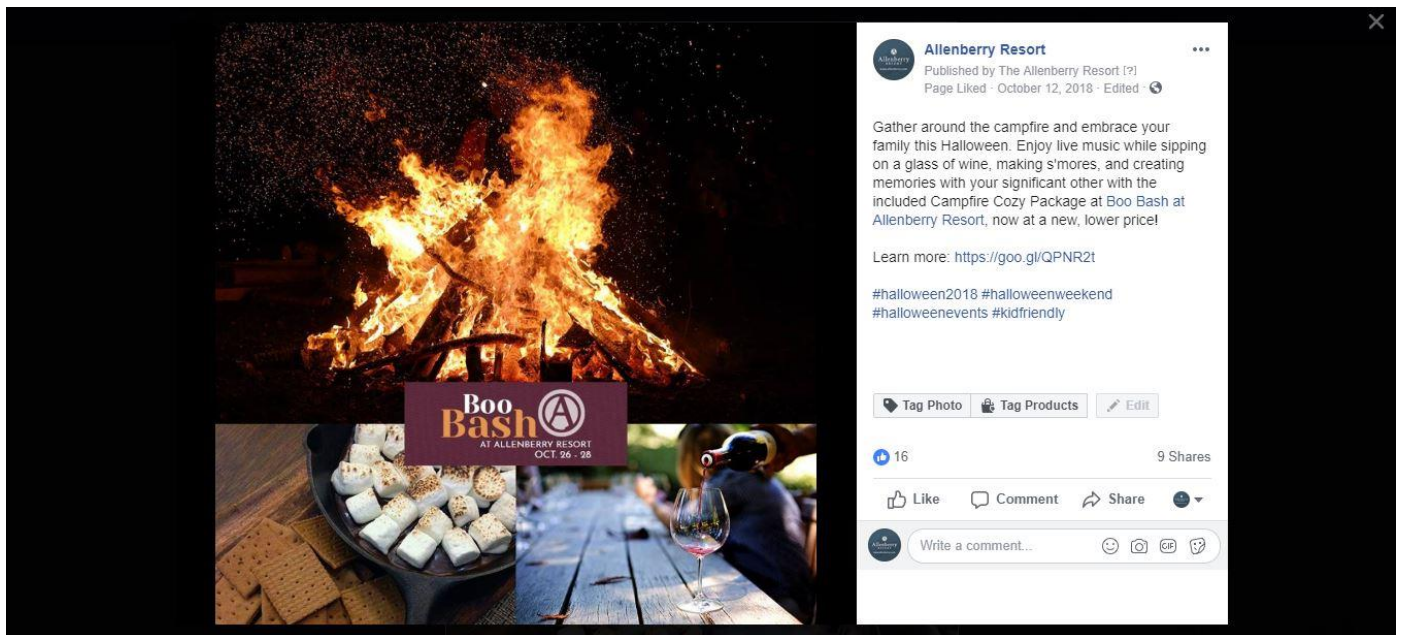 Boo
Bash
AT ALLENBERRY RESORT
OCT. 26 - 28
Allenberry Resort
Published by The Allenberry Resort [?]
Page Liked · October 12, 2018 · Edited ·
Gather around the campfire and embrace your
family this Halloween. Enjoy live music while sipping
on a glass of wine, making s'mores, and creating
memories with your significant other with the
included Campfire Cozy Package at Boo Bash at
Allenberry Resort, now at a new, lower price!
Learn more: https://goo.gl/QPNR2t
#halloween2018 #halloweenweekend
#halloweenevents #kidfriendly
Tag Photo Tag Products Edit
16 9 Shares
Like Comment Share
Write a comment... GIF